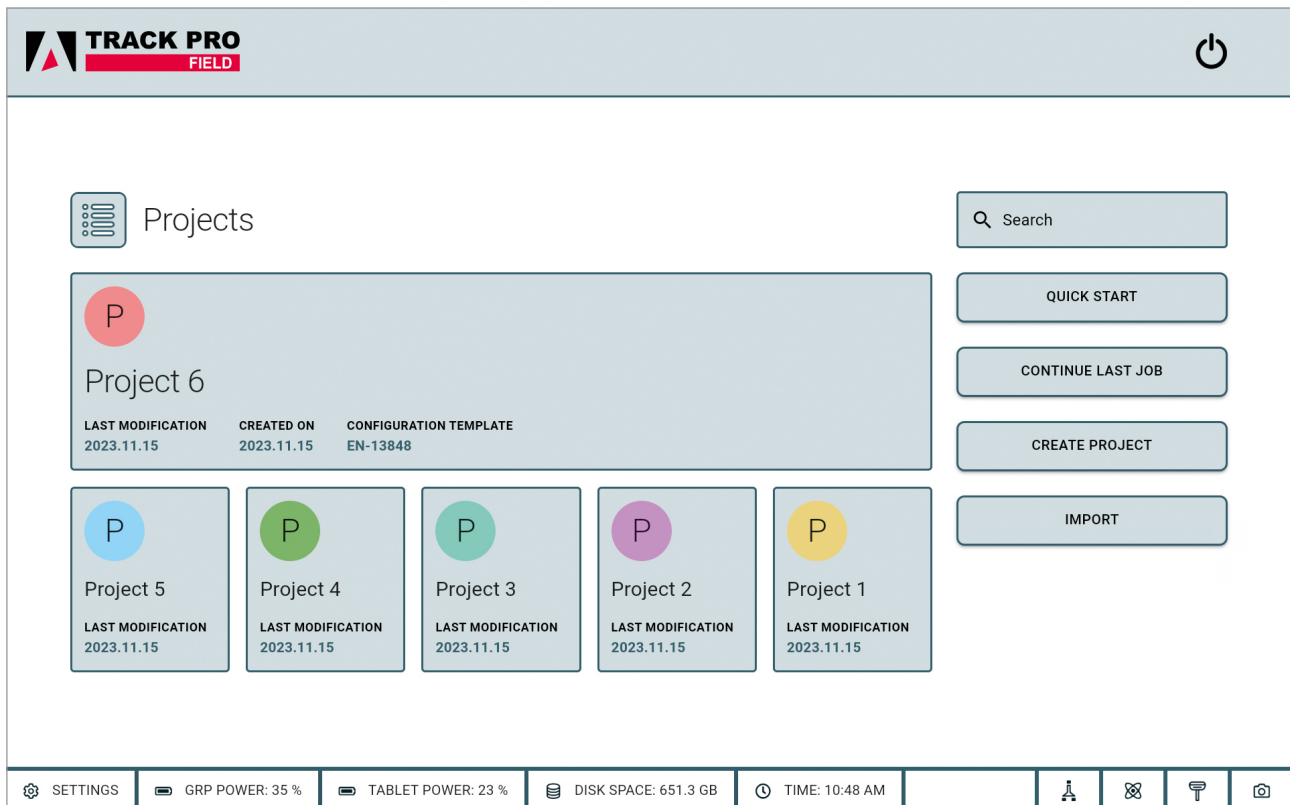 TRACK PRO
FIELD
Projects
Search
P
Project 6
LAST MODIFICATION CREATED ON CONFIGURATION TEMPLATE
2023.11.15 2023.11.15 EN-13848
QUICK START
CONTINUE LAST JOB
CREATE PROJECT
IMPORT
P P P P P
Project 5 Project 4 Project 3 Project 2 Project 1
LAST MODIFICATION LAST MODIFICATION LAST MODIFICATION LAST MODIFICATION LAST MODIFICATION
2023.11.15 2023.11.15 2023.11.15 2023.11.15 2023.11.15
SETTINGS GRP POWER: 35 % TABLET POWER: 23 % DISK SPACE: 651.3 GB TIME: 10:48 AM